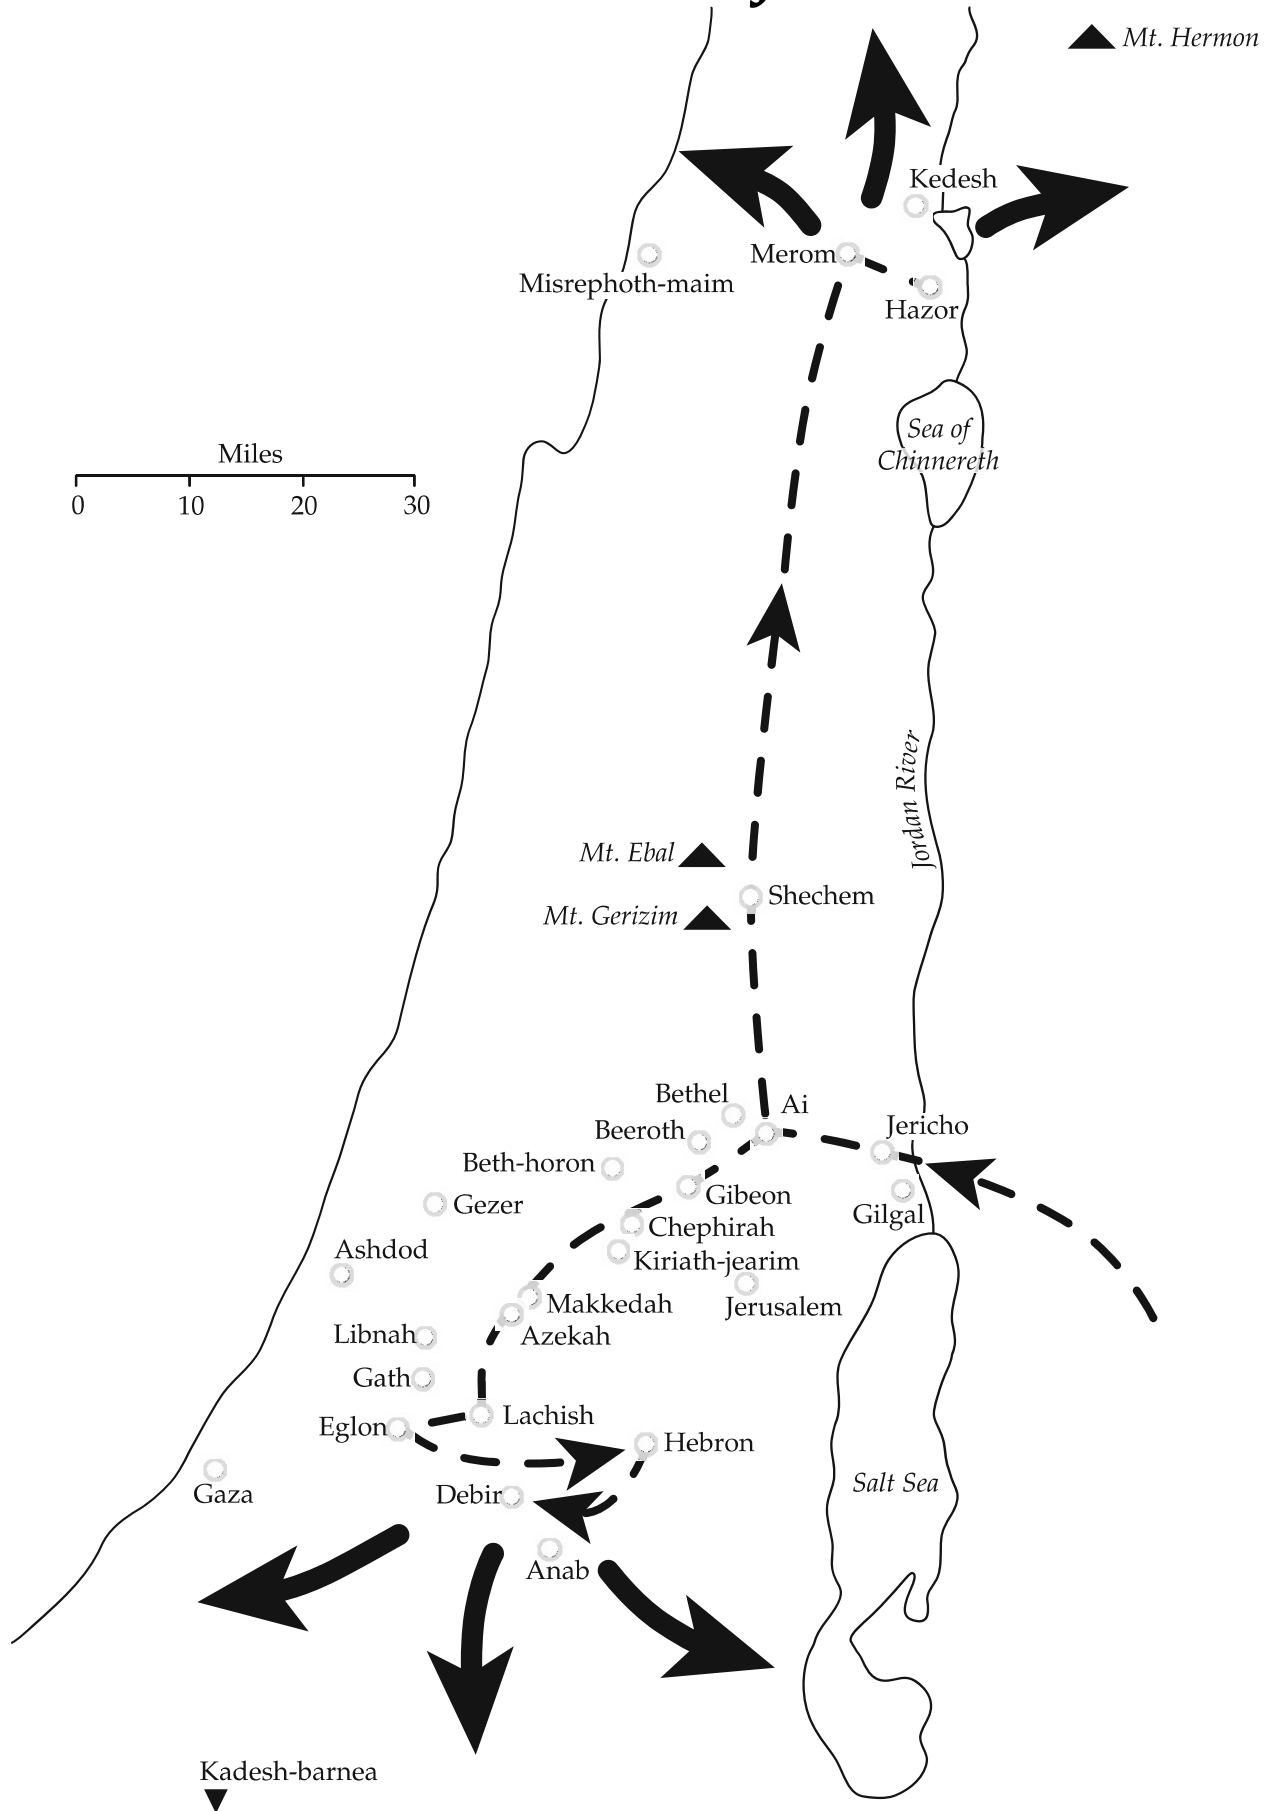 Mt. Hermon
Kedesh
Merom
Misrephoth-maim
Hazor
Sea of
Chinnereth
Miles
0 10 20 30
Jordan River
Mt. Ebal
Shechem
Mt. Gerizim
Bethel
Ai
Jericho
Beeroth
Beth-horon
Gibeon
Gezer
Gilgal
Chephirah
Ashdod
Kiriath-jearim
Makkedah
Jerusalem
Libnah
Azekah
Gath
Lachish
Eglon
Hebron
Salt Sea
Gaza
Debir
Anab
Kadesh-barnea